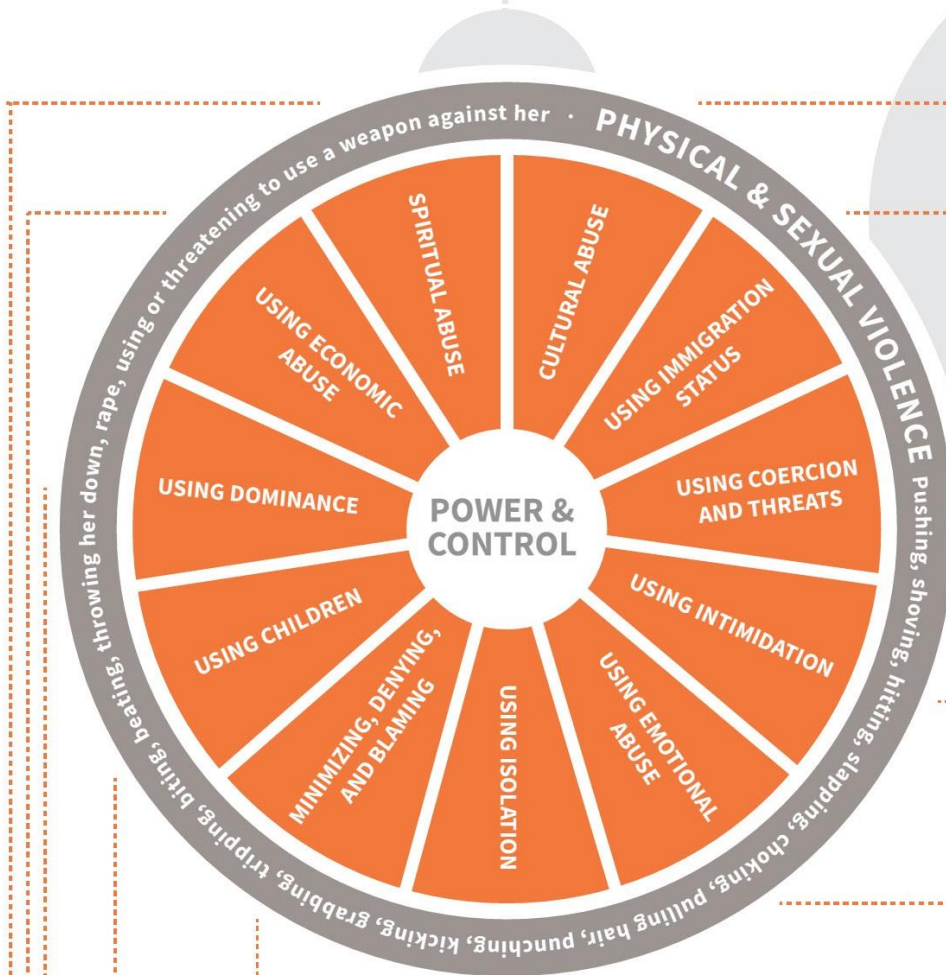 PHYSICAL & SEXUAL VIOLENCE Pushing, shoving, hitting, slapping, choking, pulling hair, punching, kicking, grabbing, tripping, biting, beating, throwing her down, rape, using or threatening to use a weapon against her ·
CULTURAL ABUSE
USING IMMIGRATION
STATUS
USING COERCION
AND THREATS
USING INTIMIDATION
USING EMOTIONAL
ABUSE
USING ISOLATION
MINIMIZING, DENYING,
AND BLAMING
USING CHILDREN
USING DOMINANCE
USING ECONOMIC
ABUSE
SPIRITUAL ABUSE
POWER &
CONTROL